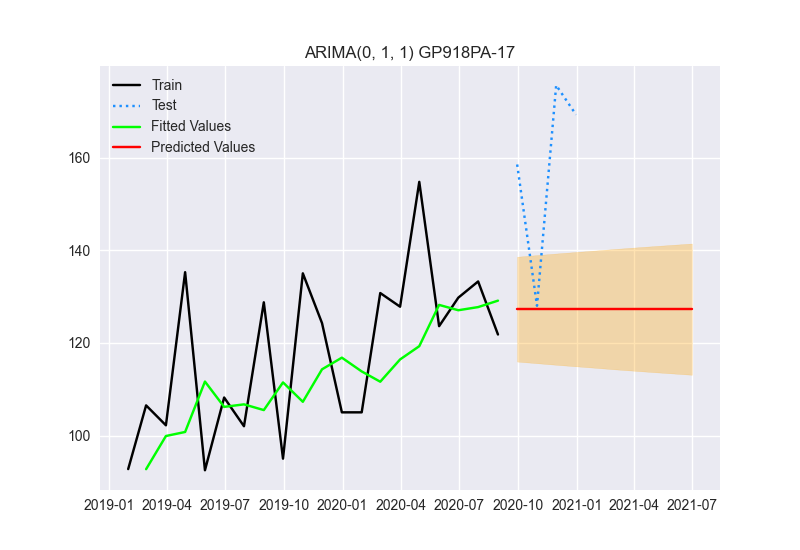 ARIMA(0, 1, 1) GP918PA-17
Train
Test
Fitted Values
Predicted Values
160
140
120
100
2019-01 2019-04 2019-07 2019-10 2020-01 2020-04 2020-07 2020-10 2021-01 2021-04 2021-07